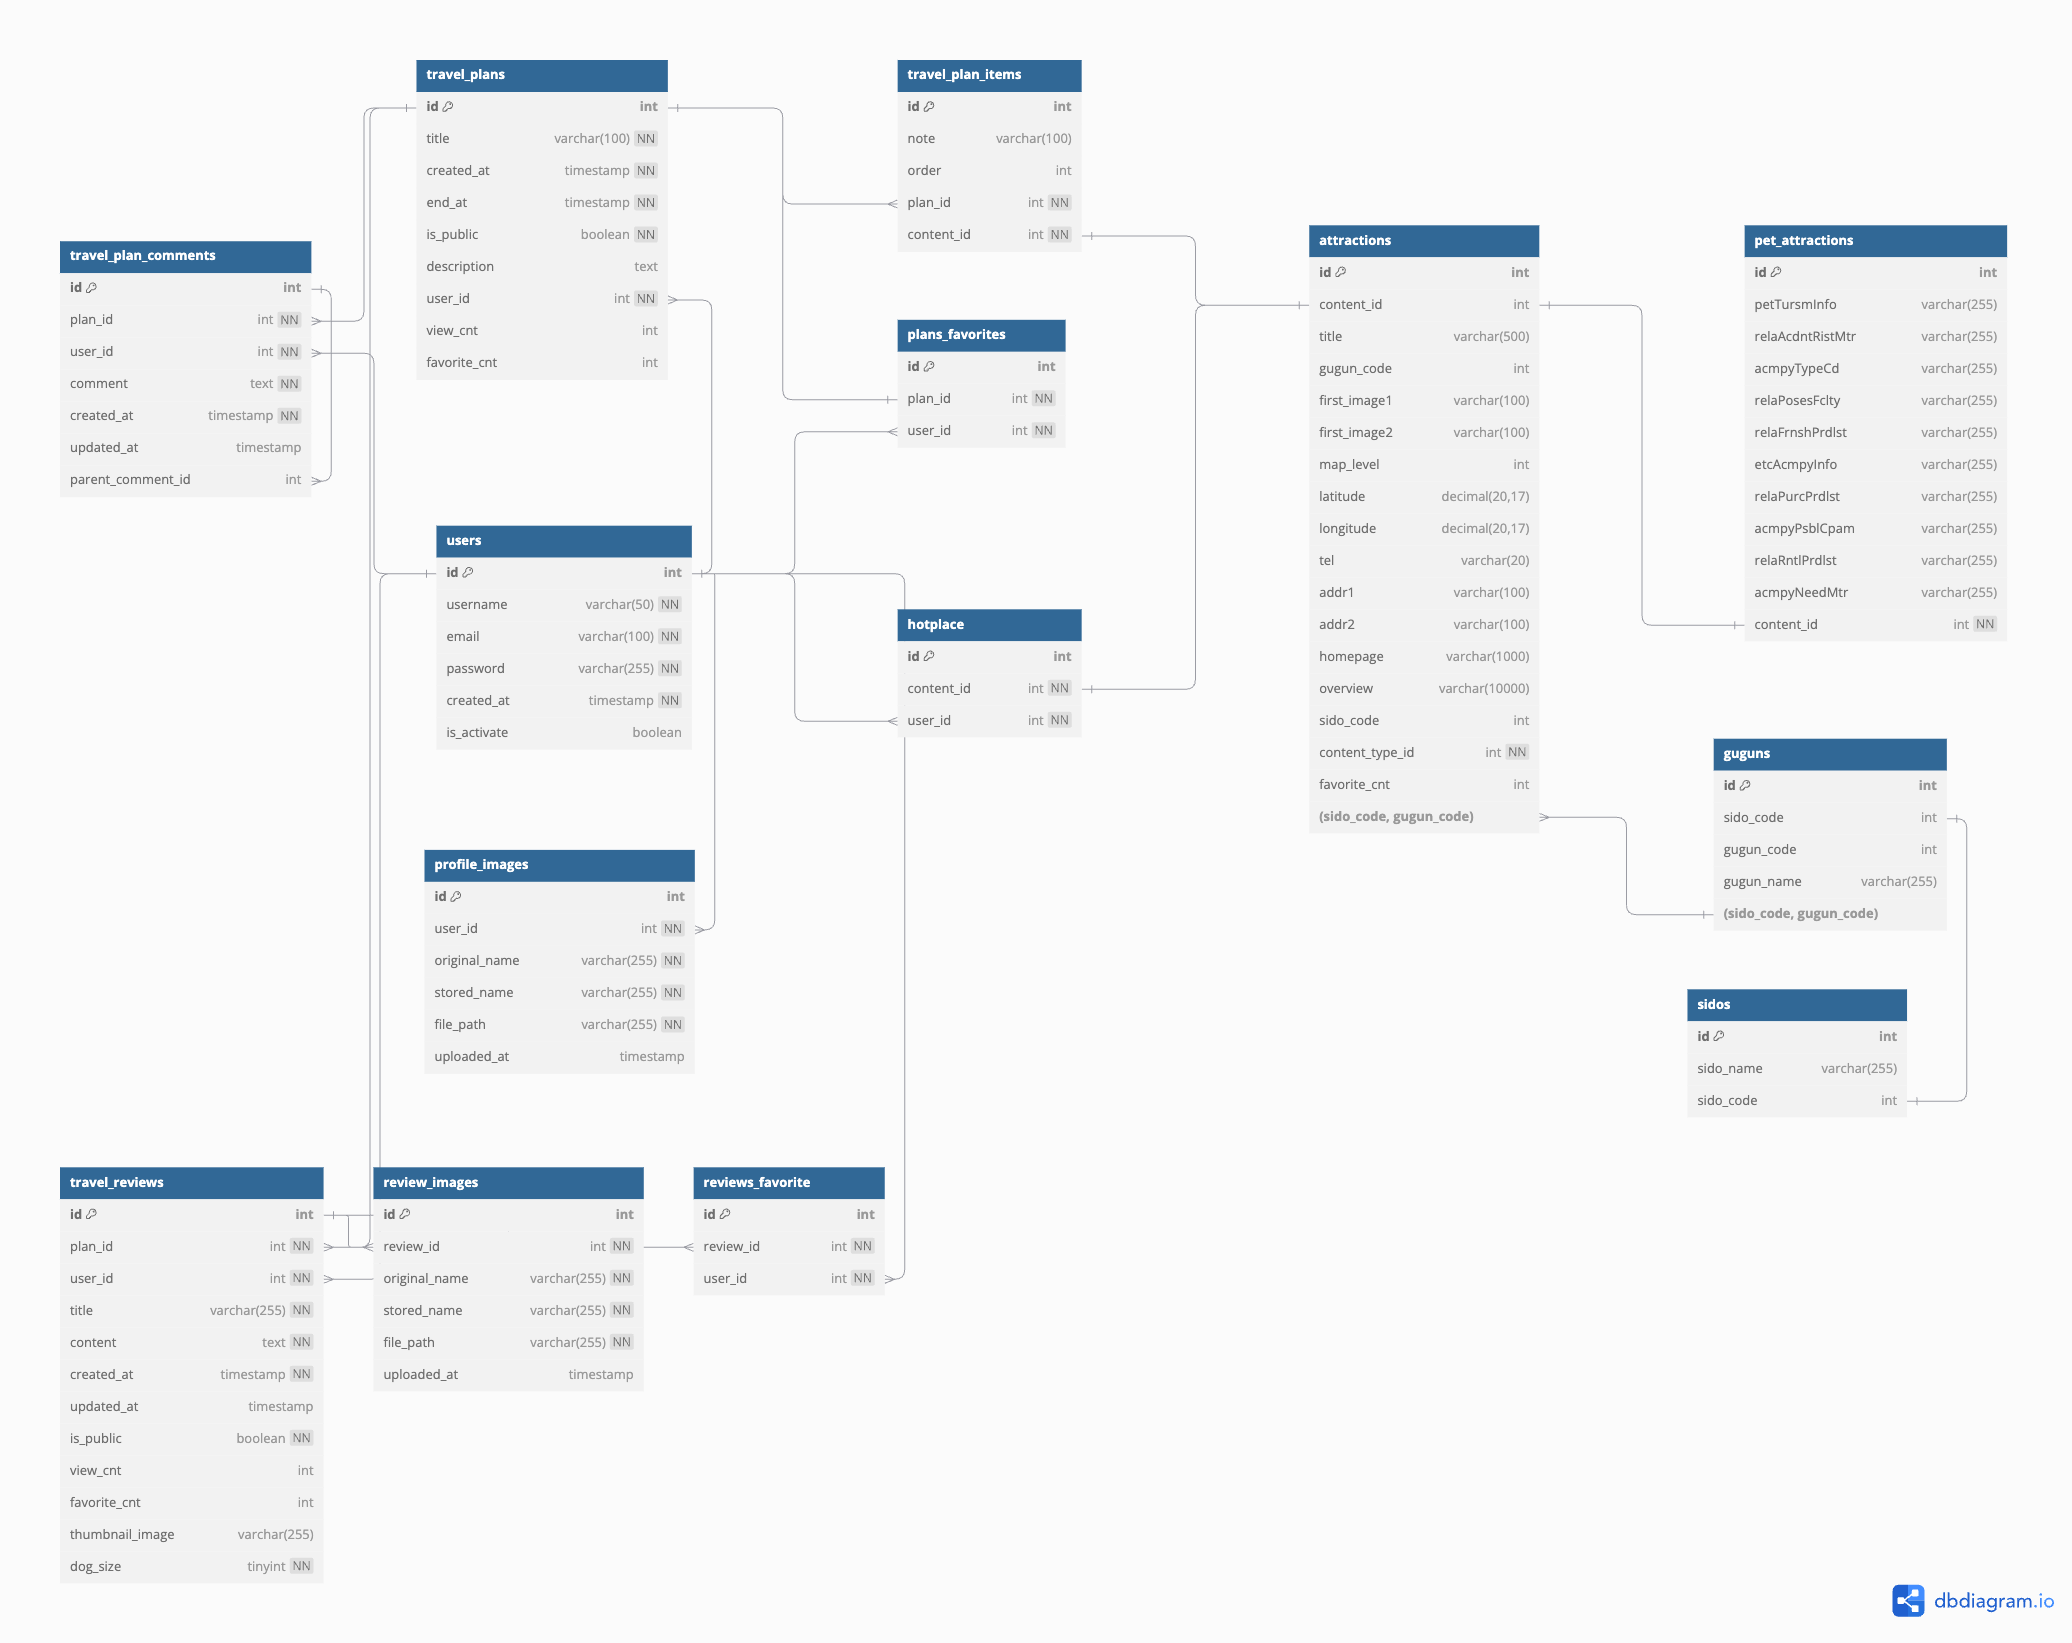 travel_plans
id int
title varchar(100) NN
created_at timestamp NN
end_at timestamp NN
is_public boolean NN
description text
user_id int NN
view_cnt int
favorite_cnt int
travel_plan_items
id int
note varchar(100)
order int
plan_id int NN
content_id int NN
travel_plan_comments
id int
plan_id int NN
user_id int NN
comment text NN
created_at timestamp NN
updated_at timestamp
parent_comment_id int
plans_favorites
id int
plan_id int NN
user_id int NN
attractions
id int
content_id int
title varchar(500)
gugun_code int
first_image1 varchar(100)
first_image2 varchar(100)
map_level int
latitude decimal(20,17)
longitude decimal(20,17)
tel varchar(20)
addr1 varchar(100)
addr2 varchar(100)
homepage varchar(1000)
overview varchar(10000)
sido_code int
content_type_id int NN
favorite_cnt int
(sido_code, gugun_code)
pet_attractions
id int
petTursmInfo varchar(255)
relaAcdntRistMtr varchar(255)
acmpyTypeCd varchar(255)
relaPosesFclty varchar(255)
relaFrnshPrdlst varchar(255)
etcAcmpyInfo varchar(255)
relaPurcPrdlst varchar(255)
acmpyPsblCpam varchar(255)
relaRntlPrdlst varchar(255)
acmpyNeedMtr varchar(255)
content_id int NN
users
id int
username varchar(50) NN
email varchar(100) NN
password varchar(255) NN
created_at timestamp NN
is_activate boolean
hotplace
id int
content_id int NN
user_id int NN
guguns
id int
sido_code int
gugun_code int
gugun_name varchar(255)
(sido_code, gugun_code)
profile_images
id int
user_id int NN
original_name varchar(255) NN
stored_name varchar(255) NN
file_path varchar(255) NN
uploaded_at timestamp
sidos
id int
sido_name varchar(255)
sido_code int
travel_reviews
id int
plan_id int NN
user_id int NN
title varchar(255) NN
content text NN
created_at timestamp NN
updated_at timestamp
is_public boolean NN
view_cnt int
favorite_cnt int
thumbnail_image varchar(255)
dog_size tinyint NN
review_images
id int
review_id int NN
original_name varchar(255) NN
stored_name varchar(255) NN
file_path varchar(255) NN
uploaded_at timestamp
reviews_favorite
id int
review_id int NN
user_id int NN
dbdiagram.io